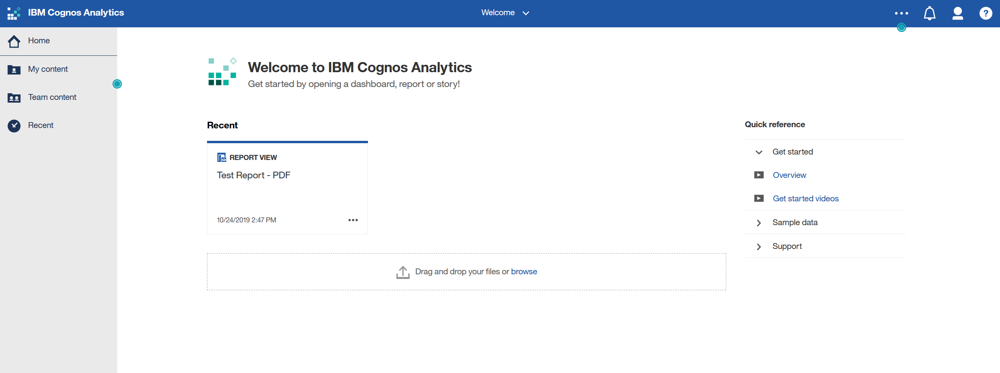 IBM Cognos Analytics
Welcome
?
Home
My content
Team content
Recent
Welcome to IBM Cognos Analytics
Get started by opening a dashboard, report or story!
Recent
REPORT VIEW
Test Report - PDF
10/24/2019 2:47 PM
Drag and drop your files or browse
Quick reference
Get started
Overview
Get started videos
Sample data
Support